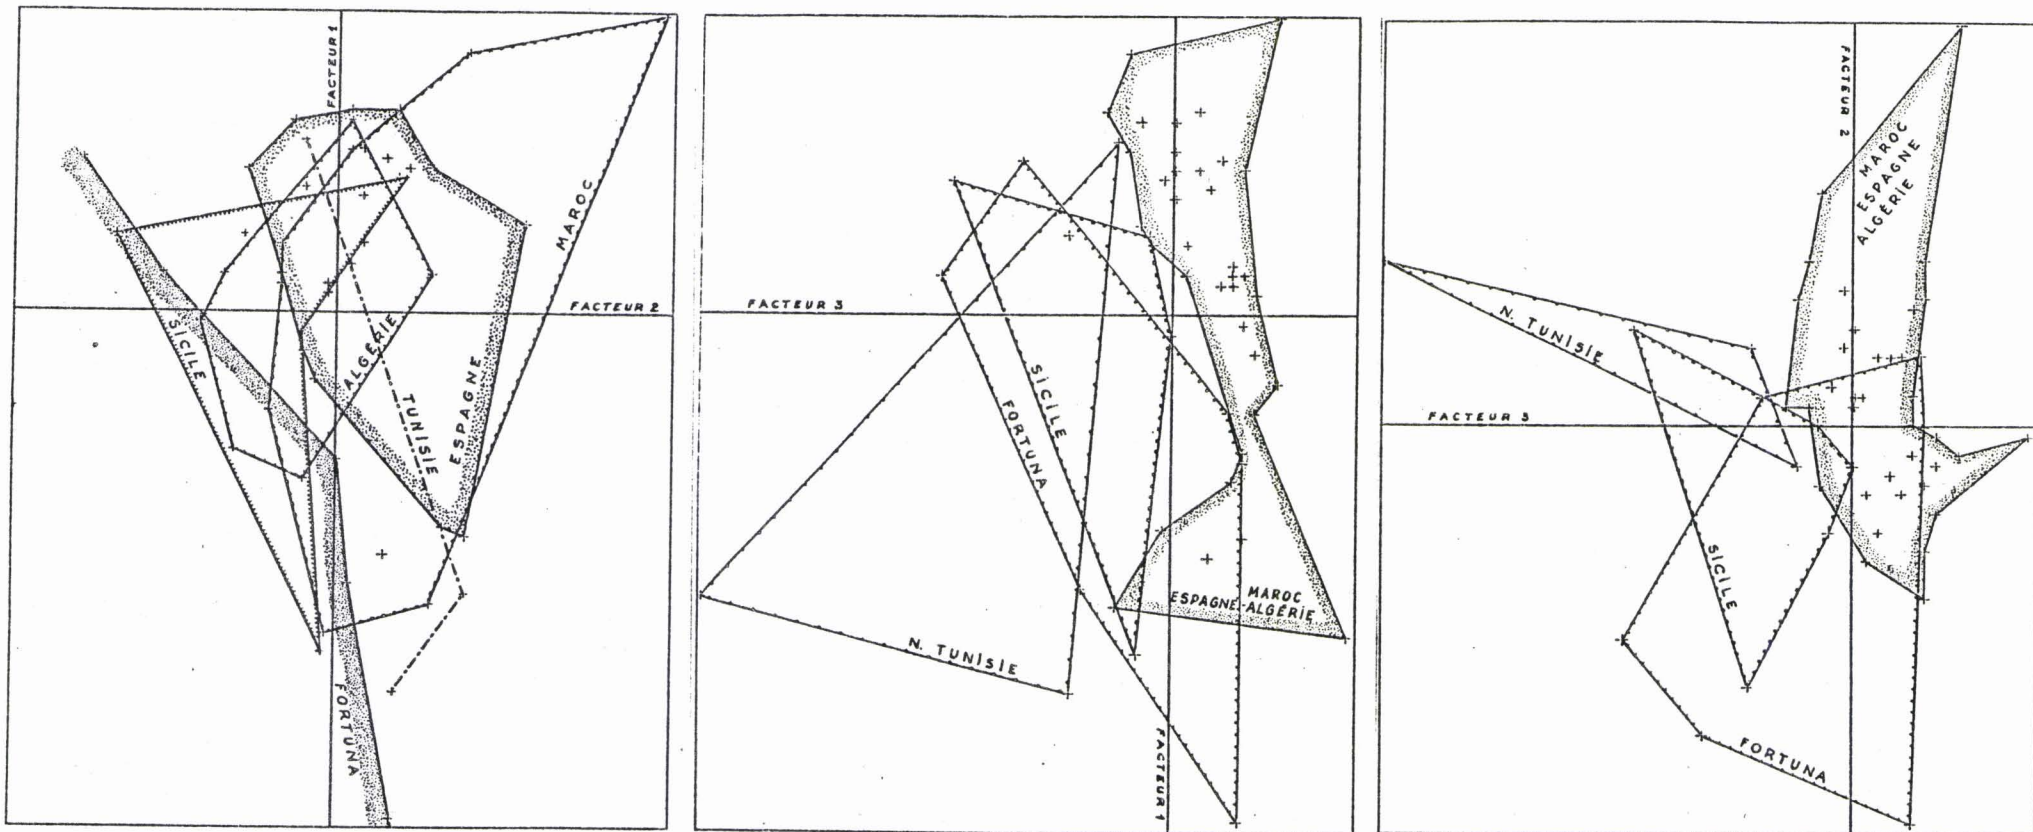 FACTEUR 1
MAROC
FACTEUR 2
SICILE
ALGÉRIE
TUNISIE
ESPAGNE
FORTUNA
FACTEUR 3
SICILE
FORTUNA
MAROC
ESPAGNE-ALGÉRIE
N. TUNISIE
FACTEUR 1
FACTEUR 2
MAROC
ESPAGNE
ALGÉRIE
N. TUNISIE
FACTEUR 3
SICILE
FORTUNA